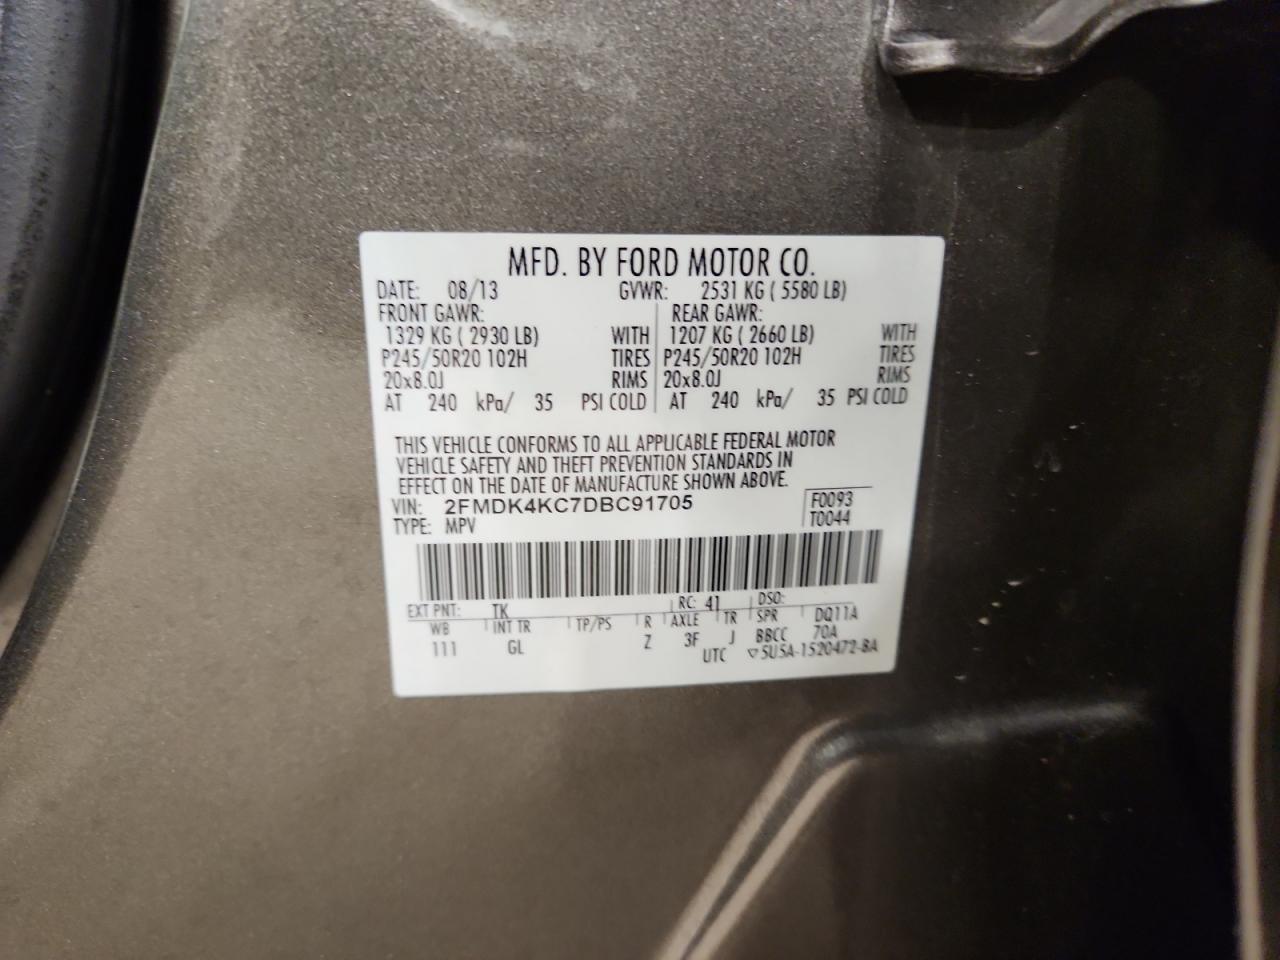 MFD. BY FORD MOTOR CO.
DATE: 08/13 GVWR: 2531 KG ( 5580 LB)
FRONT GAWR: REAR GAWR:
1329 KG ( 2930 LB) WITH 1207 KG ( 2660 LB) WITH
P245/50R20 102H TIRES P245/50R20 102H TIRES
20x8.0J RIMS 20x8.0J RIMS
AT 240 kPa/ 35 PSI COLD AT 240 kPa/ 35 PSI COLD
THIS VEHICLE CONFORMS TO ALL APPLICABLE FEDERAL MOTOR
VEHICLE SAFETY AND THEFT PREVENTION STANDARDS IN
EFFECT ON THE DATE OF MANUFACTURE SHOWN ABOVE.
VIN: 2FMDK4KC7DBC91705 F0093
TYPE: MPV T0044
EXT PNT: TK RC: 41 DSO:
WB INT TR TP/PS R AXLE TR SPR DQ11A
111 GL Z 3F J BBCC 70A
UTC ▽5U5A-1520472-BA